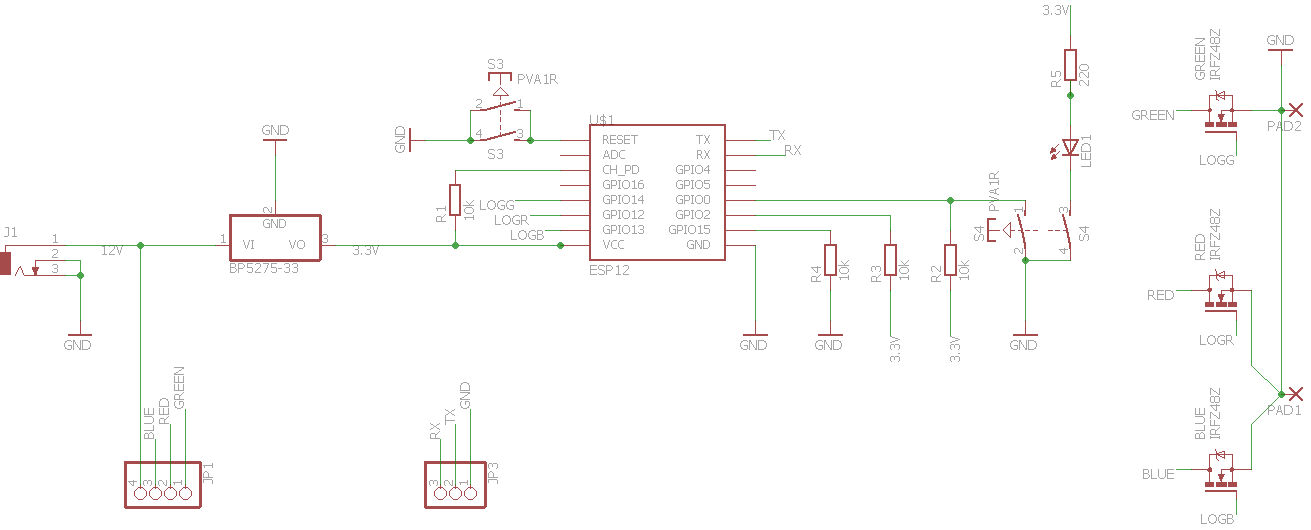 3.3V
GND
GREEN
IRFZ48Z
R5
220
S3
PVA1R
2
1
4
3
S3
GND
GREEN
PAD2
LOGG
U$1
GND
RESET
ADC
CH_PD
GPIO16
GPIO14
GPIO12
GPIO13
VCC
TX
RX
GPIO4
GPIO5
GPIO0
GPIO2
GPIO15
GND
ESP12
TX
RX
LED1
R1
10k
LOGG
LOGR
LOGB
PVA1R
S4
1
2
3
4
S4
J1
1
2
3
12V
GND
1
VI
2
GND
VO
3
3.3V
BP5275-33
R4
10k
R3
10k
R2
10k
GND
GND
3.3V
3.3V
GND
RED
IRFZ48Z
RED
LOGR
BLUE
RED
GREEN
4
3
2
1
JP1
RX
TX
GND
3
2
1
JP3
BLUE
IRFZ48Z
PAD1
BLUE
LOGB